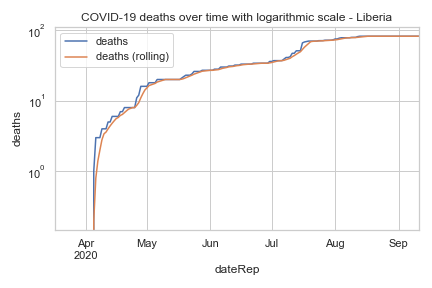 COVID-19 deaths over time with logarithmic scale - Liberia
deaths
deaths (rolling)
10²
10¹
10⁰
deaths
Apr
2020
May
Jun
Jul
Aug
Sep
dateRep